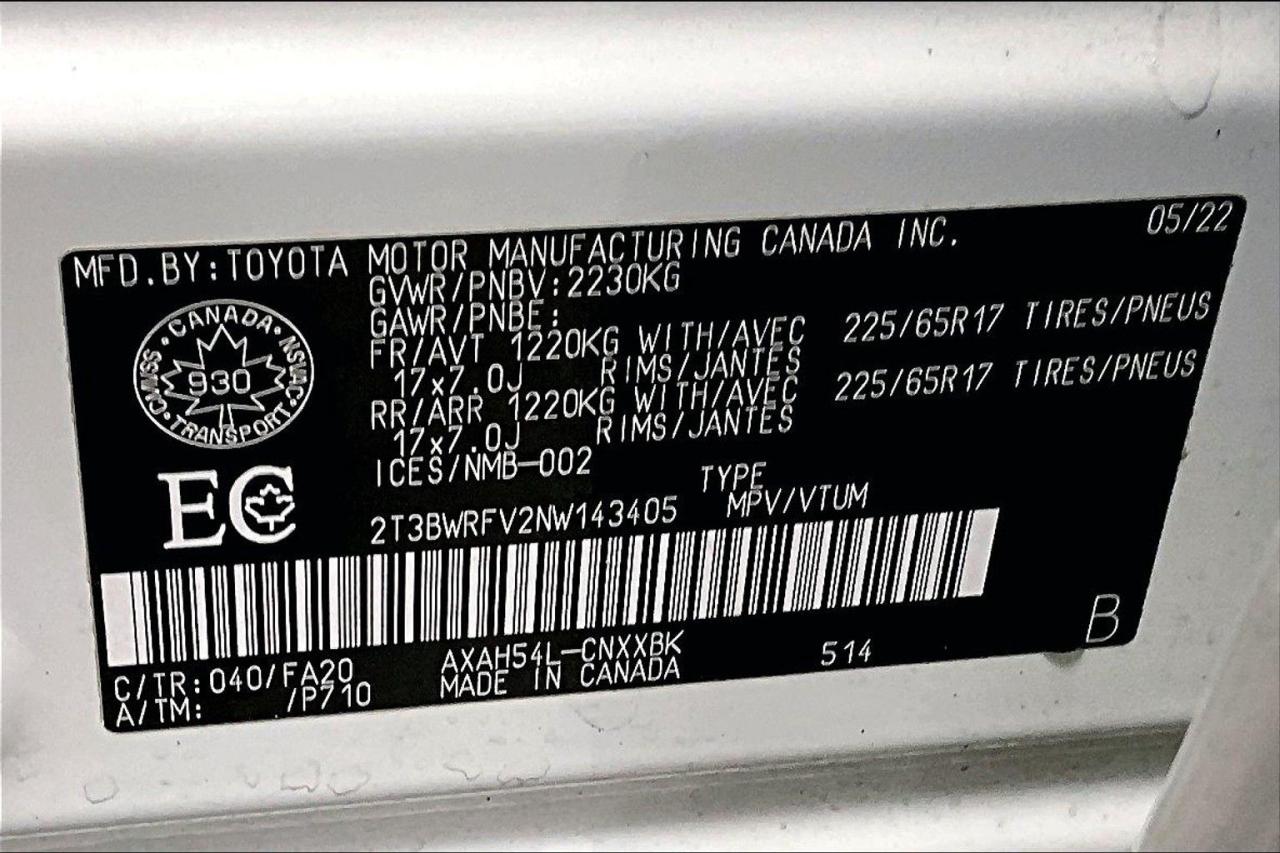 MFD.BY:TOYOTA MOTOR MANUFACTURING CANADA INC. 05/22
GVWR/PNBV:2230KG
GAWR/PNBE:
FR/AVT 1220KG WITH/AVEC 225/65R17 TIRES/PNEUS
17x7.0J RIMS/JANTES
RR/ARR 1220KG WITH/AVEC 225/65R17 TIRES/PNEUS
17x7.0J RIMS/JANTES
ICES/NMB-002
CANADA
NSVAC
TRANSPORT
CMVSS
930
EC
TYPE
2T3BWRFV2NW143405 MPV/VTUM
C/TR:040/FA20 AXAH54L-CNXXBK 514 B
A/TM: /P710 MADE IN CANADA